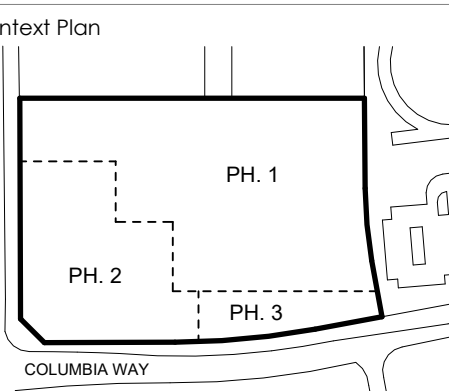 ntext Plan
PH. 1
PH. 2
PH. 3
COLUMBIA WAY